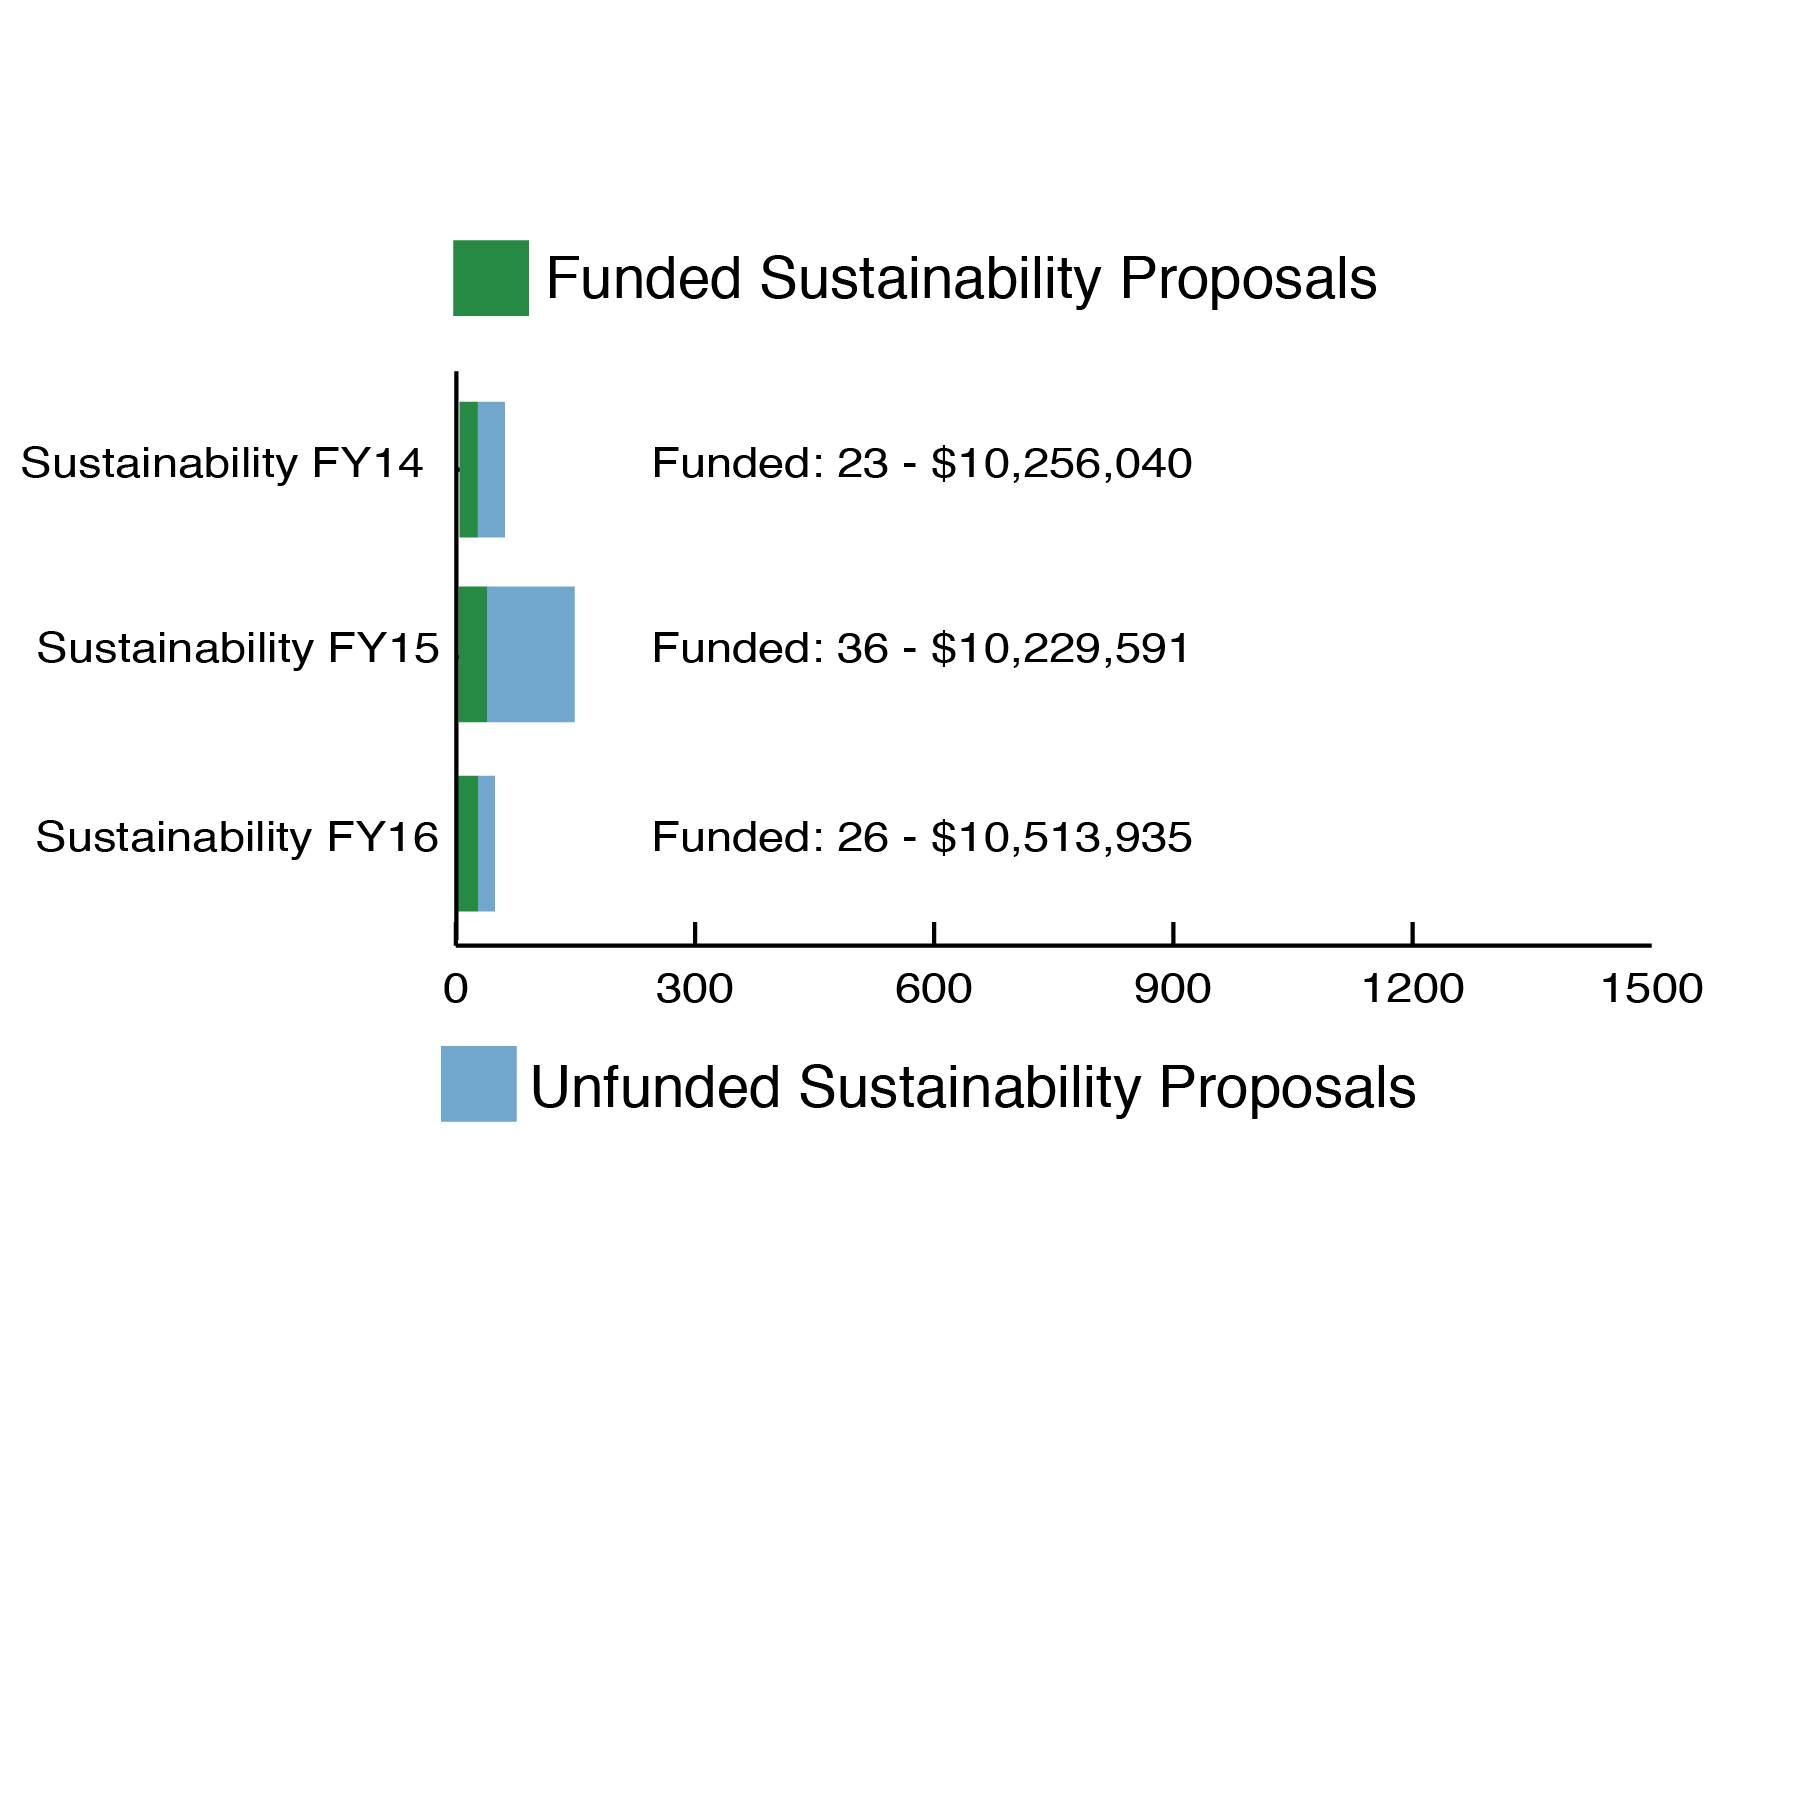 Funded Sustainability Proposals
Sustainability FY14 Funded: 23 - $10,256,040
Sustainability FY15 Funded: 36 - $10,229,591
Sustainability FY16 Funded: 26 - $10,513,935
0 300 600 900 1200 1500
Unfunded Sustainability Proposals